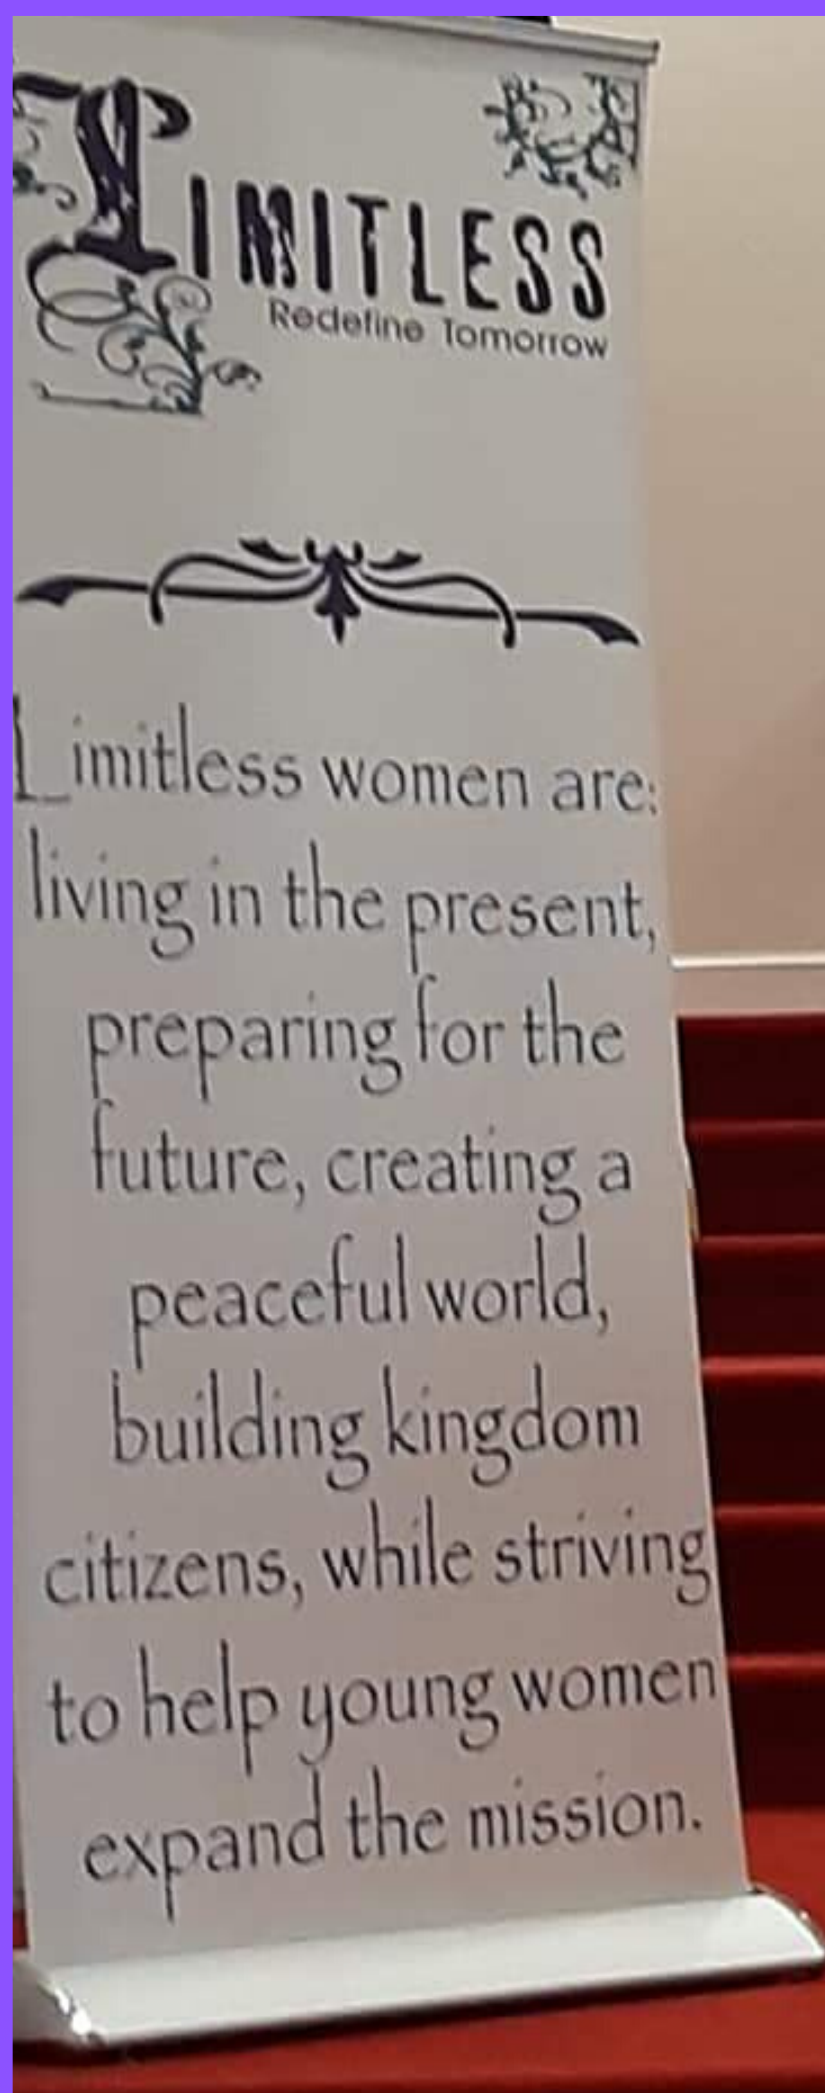 LIMITLESS
Redefine Tomorrow
Limitless women are:
living in the present,
preparing for the
future, creating a
peaceful world,
building kingdom
citizens, while striving
to help young women
expand the mission.